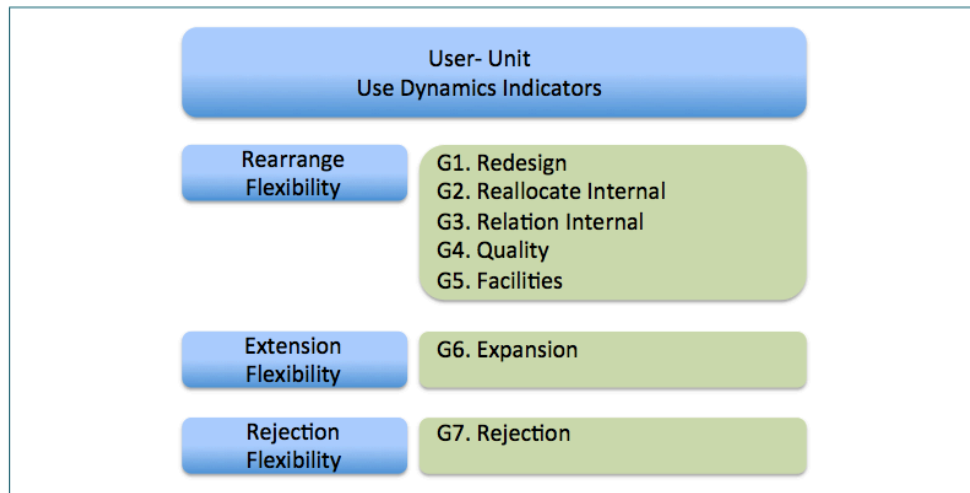 User- Unit
Use Dynamics Indicators
Rearrange
Flexibility
G1. Redesign
G2. Reallocate Internal
G3. Relation Internal
G4. Quality
G5. Facilities
Extension
Flexibility
G6. Expansion
Rejection
Flexibility
G7. Rejection